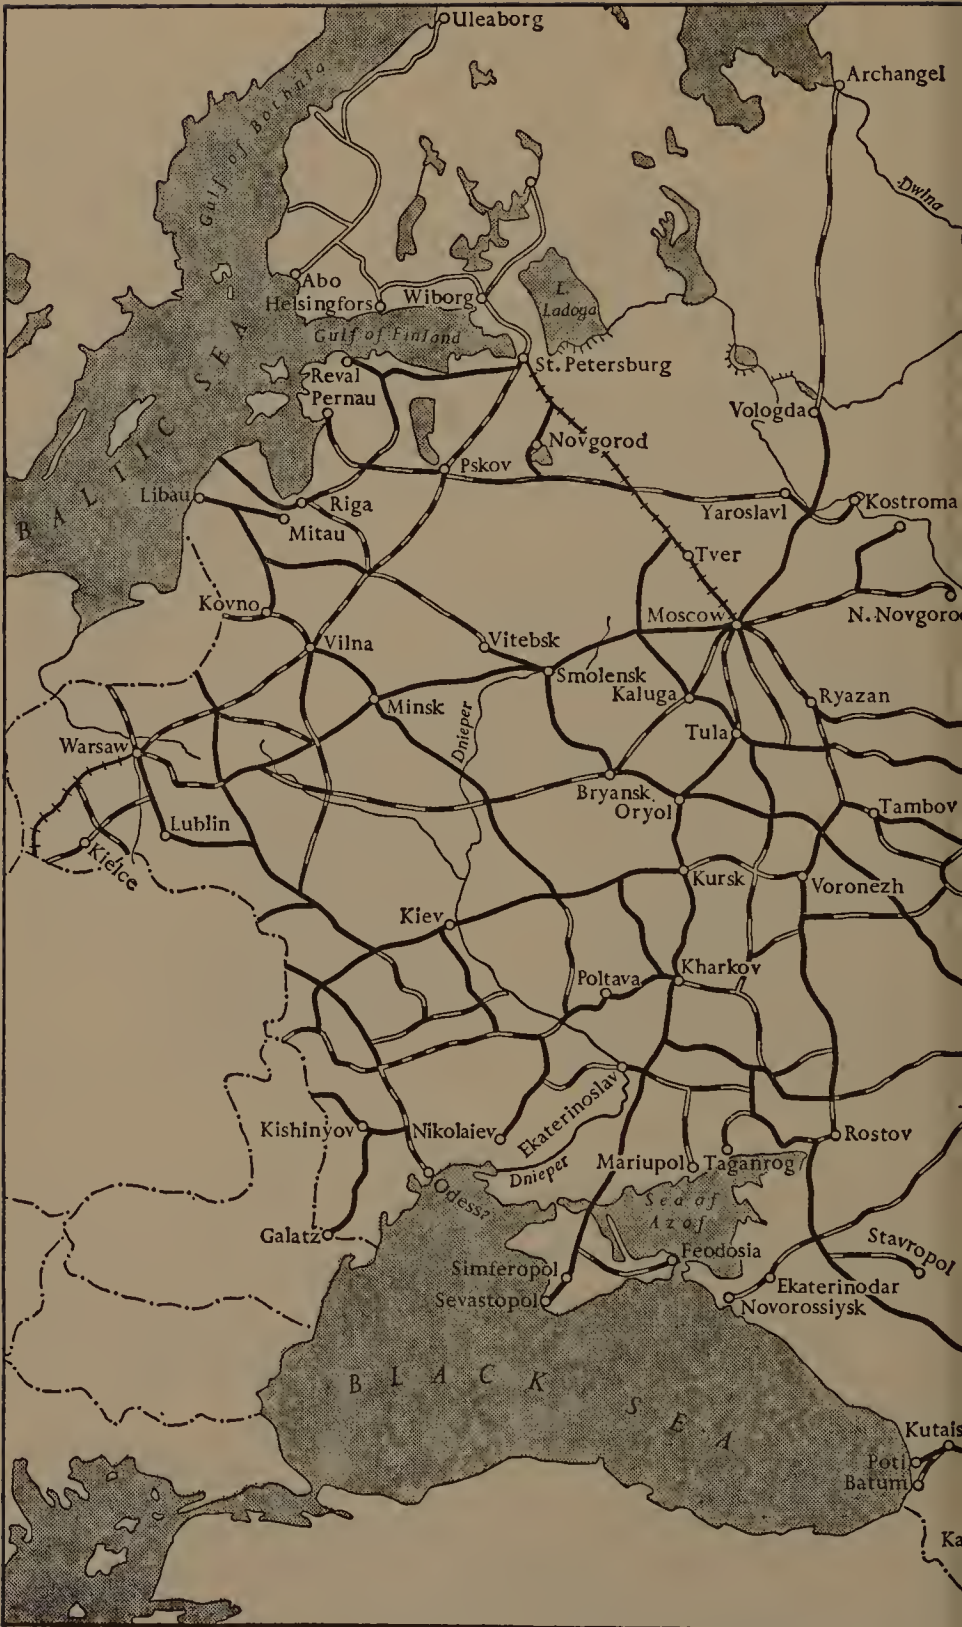 Uleaborg
Archangel
Gulf of Bothnia
Dwina
Abo
Helsingfors
Wiborg
L. Ladoga
Gulf of Finland
St. Petersburg
Reval
Pernau
Vologda
Novgorod
Pskov
BALTIC SEA
Libau
Riga
Mitau
Yaroslavl
Kostroma
Tver
Kovno
Moscow
N. Novgoro
Vilna
Vitebsk
Smolensk
Minsk
Kaluga
Ryazan
Dnieper
Tula
Warsaw
Bryansk
Oryol
Tambov
Lublin
Kielce
Kursk
Voronezh
Kiev
Kharkov
Poltava
Ekaterinoslav
Kishinyov
Nikolaiev
Rostov
Dnieper
Mariupol
Taganrog
Odess
Sea of
Azof
Galatz
Stavropol
Feodosia
Simferopol
Ekaterinodar
Sevastopol
Novorossiysk
BLACK SEA
Kutais
Poti
Batum
Ka